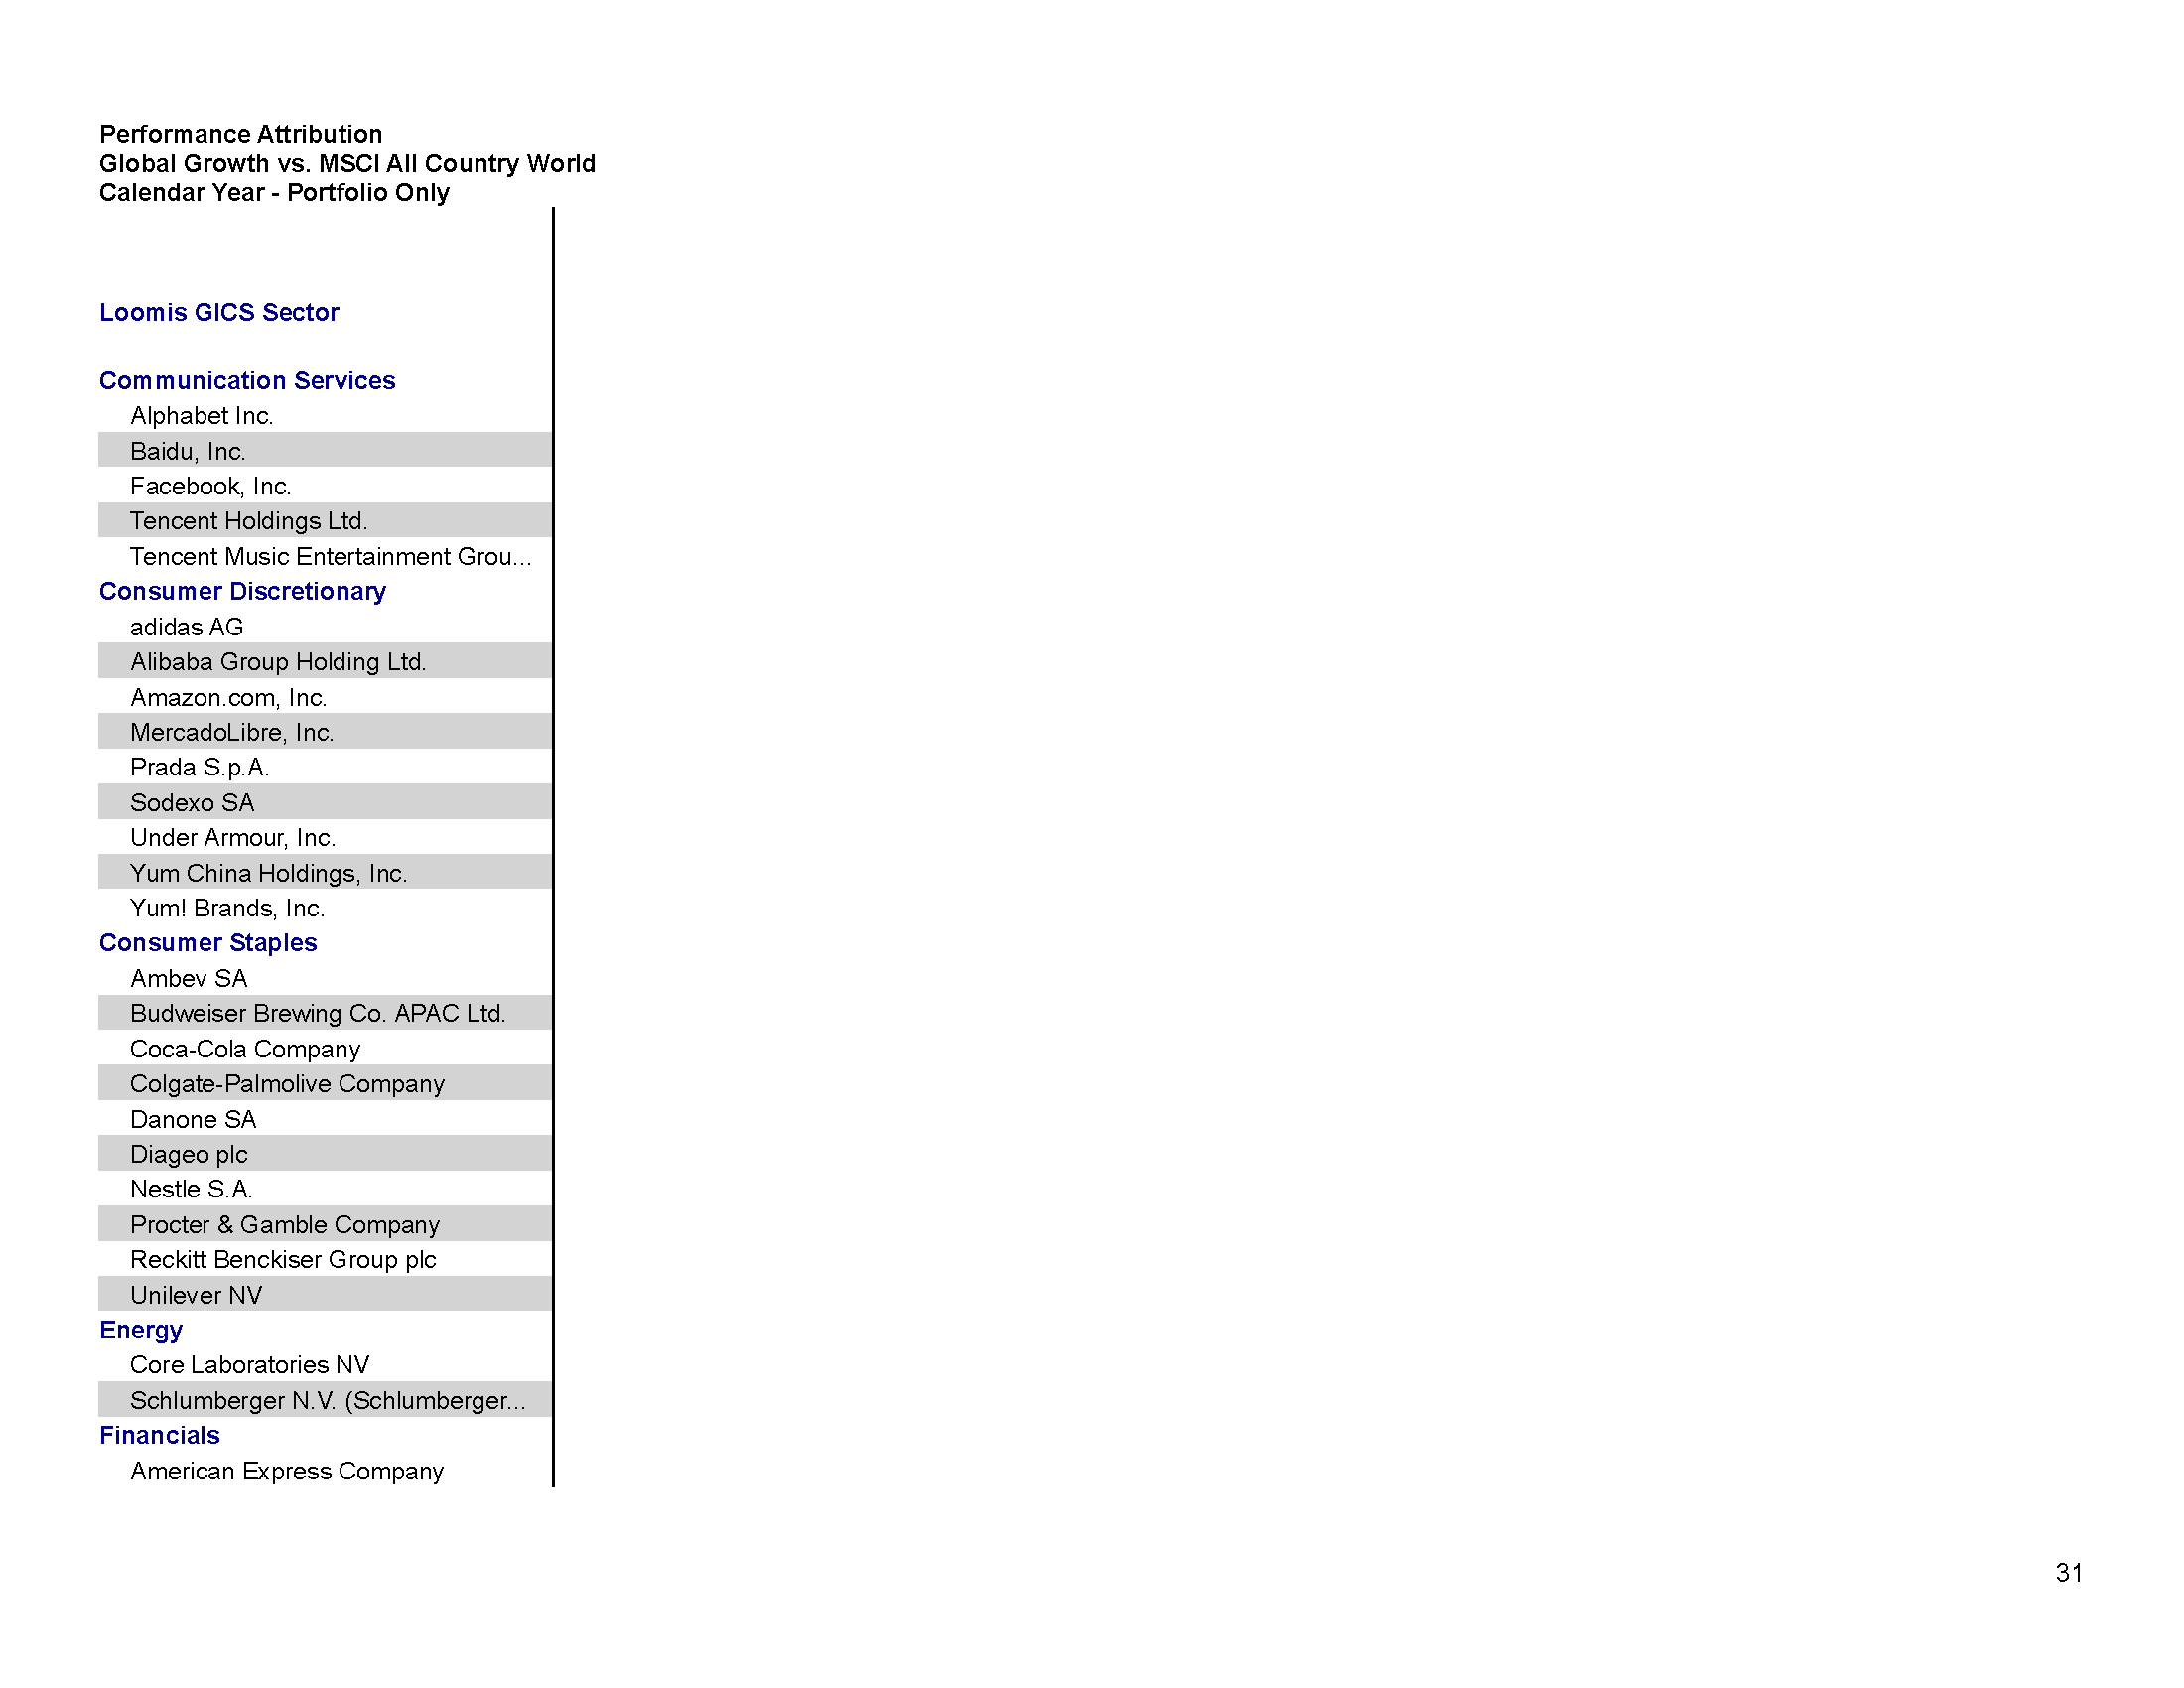 Performance Attribution
Global Growth vs. MSCI All Country World
Calendar Year - Portfolio Only
Loomis GICS Sector
Communication Services
Alphabet Inc.
Baidu, Inc.
Facebook, Inc.
Tencent Holdings Ltd.
Tencent Music Entertainment Grou...
Consumer Discretionary
adidas AG
Alibaba Group Holding Ltd.
Amazon.com, Inc.
MercadoLibre, Inc.
Prada S.p.A.
Sodexo SA
Under Armour, Inc.
Yum China Holdings, Inc.
Yum! Brands, Inc.
Consumer Staples
Ambev SA
Budweiser Brewing Co. APAC Ltd.
Coca-Cola Company
Colgate-Palmolive Company
Danone SA
Diageo plc
Nestle S.A.
Procter & Gamble Company
Reckitt Benckiser Group plc
Unilever NV
Energy
Core Laboratories NV
Schlumberger N.V. (Schlumberger...
Financials
American Express Company
31